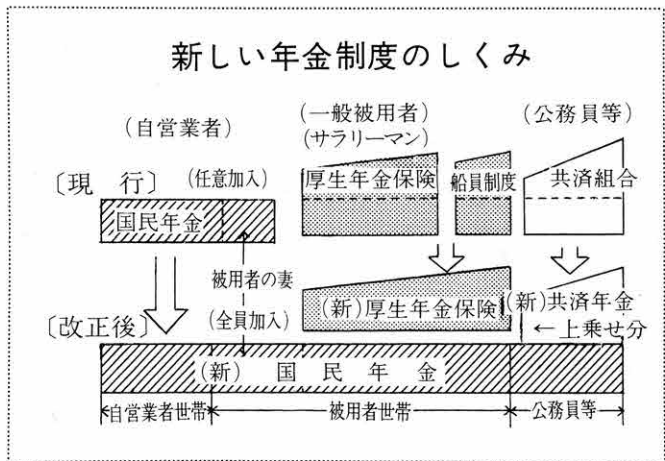 新しい年金制度のしくみ
(自営業者)
(一般被用者)
(サラリーマン)
(公務員等)
〔現 行〕
(任意加入)
国民年金
厚生年金保険
船員制度
共済組合
被用者の妻
(全員加入)
〔改正後〕
(新)厚生年金保険
(新)共済年金
←上乗せ分
(新) 国 民 年 金
自営業者世帯
被用者世帯
公務員等